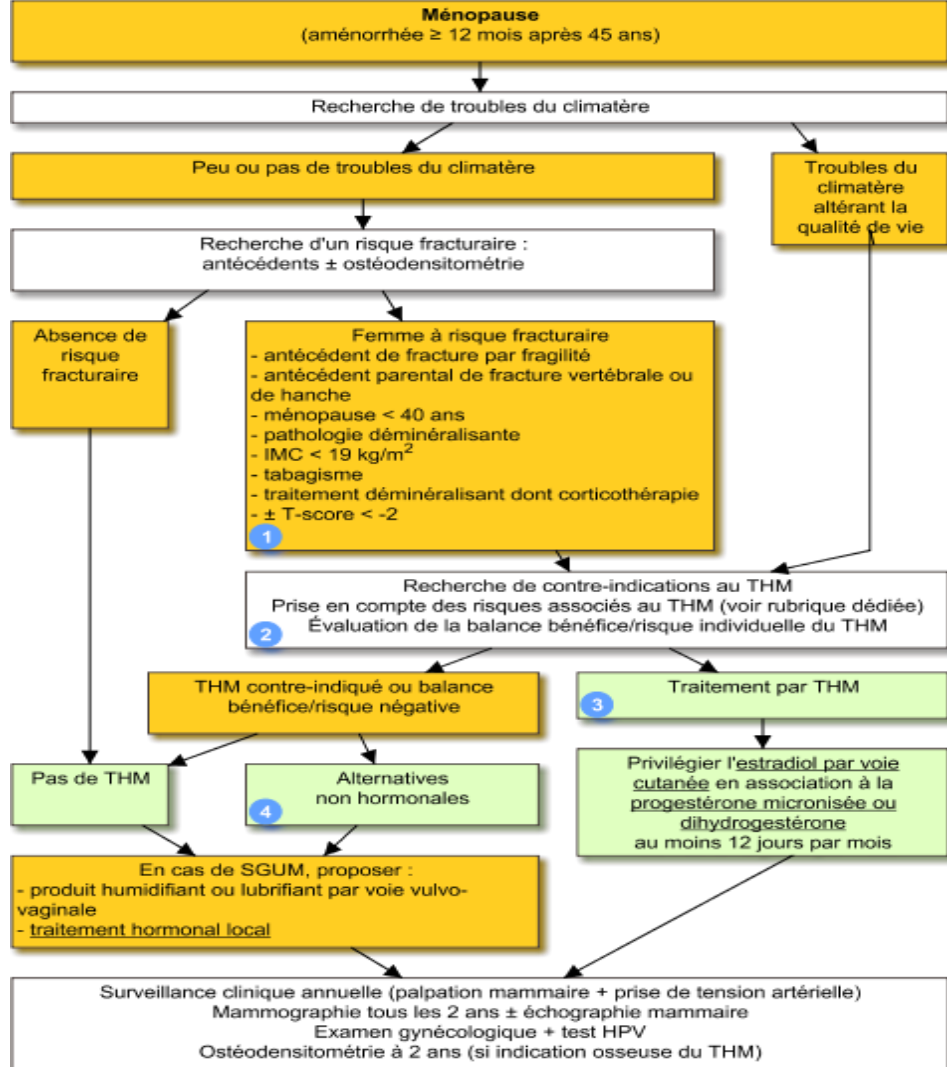 Ménopause
(aménorrhée ≥ 12 mois après 45 ans)
Recherche de troubles du climatère
Peu ou pas de troubles du climatère
Troubles du
climatère
altérant la
qualité de vie
Recherche d'un risque fracturaire :
antécédents ± ostéodensitométrie
Absence de
risque
fracturaire
Femme à risque fracturaire
- antécédent de fracture par fragilité
- antécédent parental de fracture vertébrale ou
de hanche
- ménopause < 40 ans
- pathologie déminéralisante
- IMC < 19 kg/m²
- tabagisme
- traitement déminéralisant dont corticothérapie
- ± T-score < -2
1
Recherche de contre-indications au THM
Prise en compte des risques associés au THM (voir rubrique dédiée)
Évaluation de la balance bénéfice/risque individuelle du THM
2
THM contre-indiqué ou balance
bénéfice/risque négative
Traitement par THM
3
Pas de THM
Alternatives
non hormonales
4
Privilégier l'estradiol par voie
cutanée en association à la
progestérone micronisée ou
dihydrogestérone
au moins 12 jours par mois
En cas de SGUM, proposer :
- produit humidifiant ou lubrifiant par voie vulvo-
vaginale
- traitement hormonal local
Surveillance clinique annuelle (palpation mammaire + prise de tension artérielle)
Mammographie tous les 2 ans ± échographie mammaire
Examen gynécologique + test HPV
Ostéodensitométrie à 2 ans (si indication osseuse du THM)